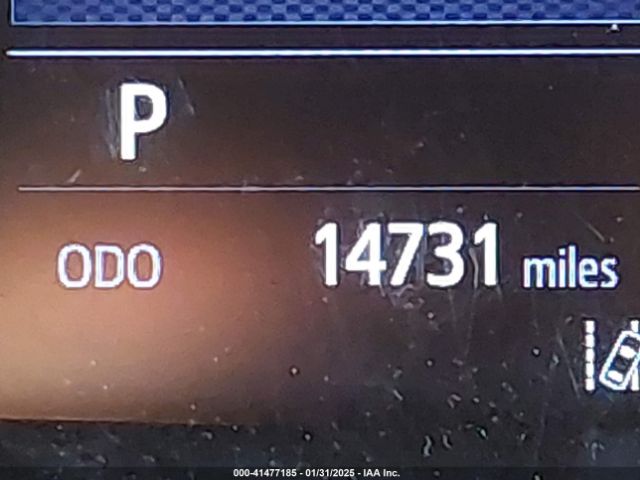 P
ODO 14731 miles
000-41477185 - 01/31/2025 - IAA Inc.